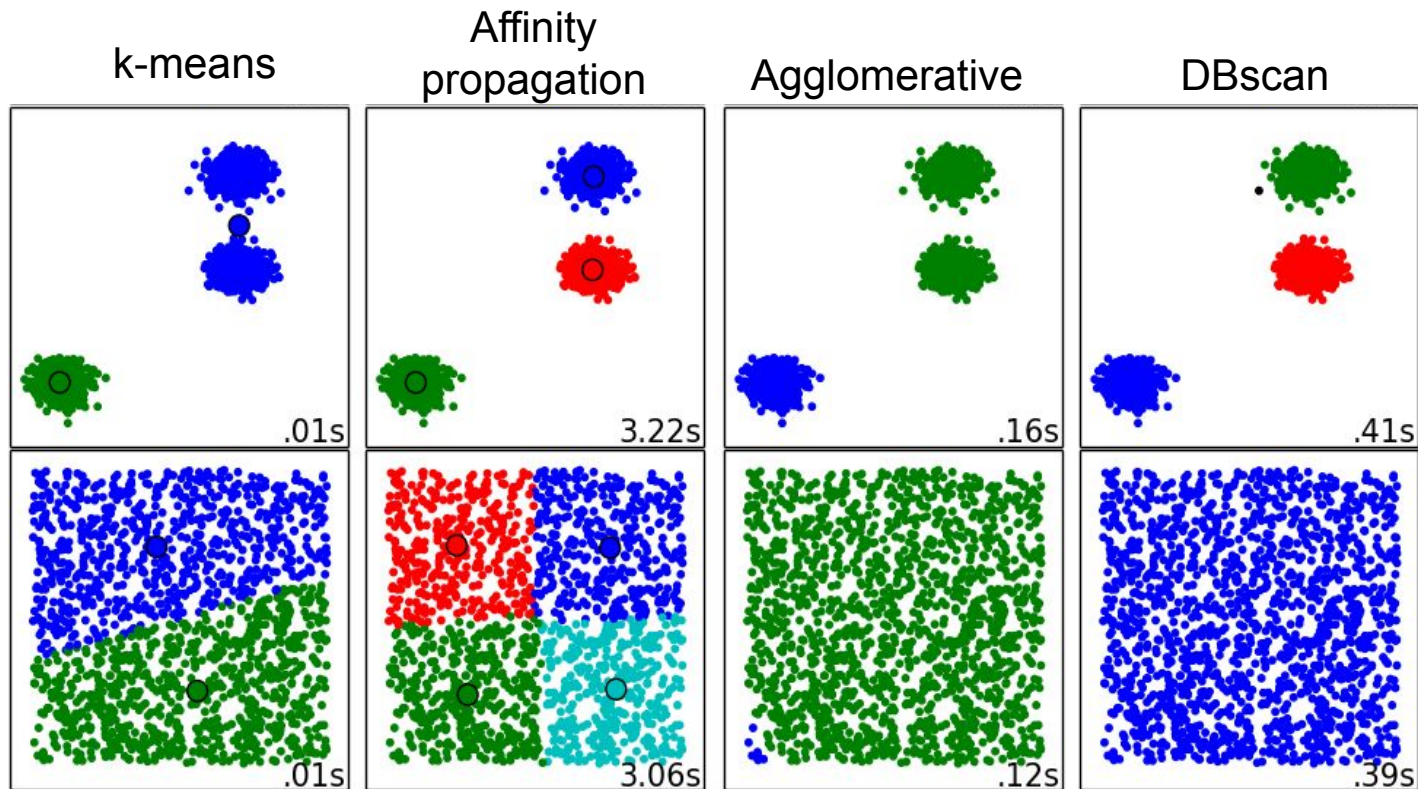 k-means
Affinity
propagation
Agglomerative
DBscan
.01s
3.22s
.16s
.41s
.01s
3.06s
.12s
.39s